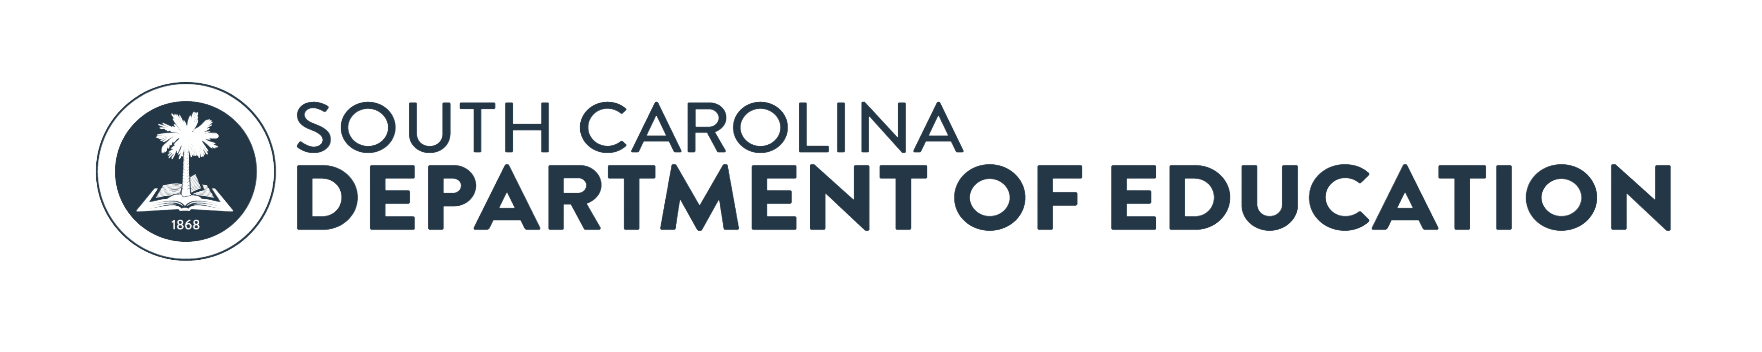 1868
SOUTH CAROLINA
DEPARTMENT OF EDUCATION